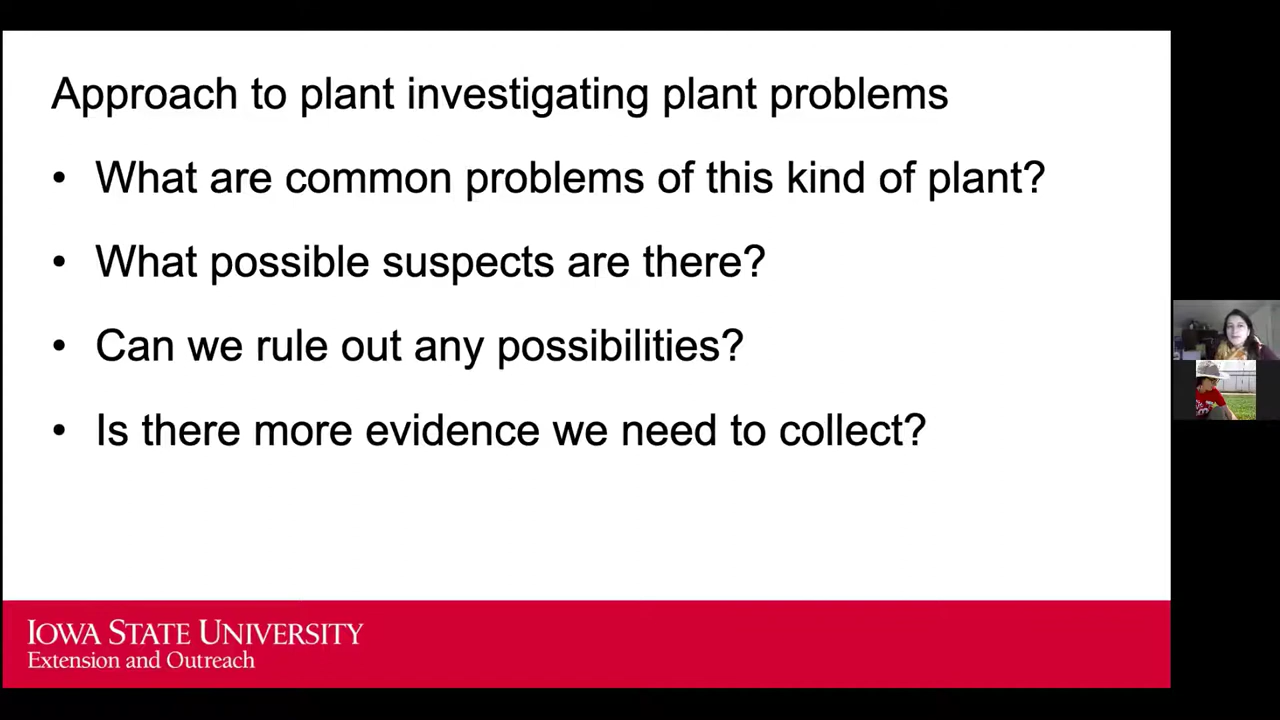 Approach to plant investigating plant problems
• What are common problems of this kind of plant?
• What possible suspects are there?
• Can we rule out any possibilities?
• Is there more evidence we need to collect?
IOWA STATE UNIVERSITY
Extension and Outreach